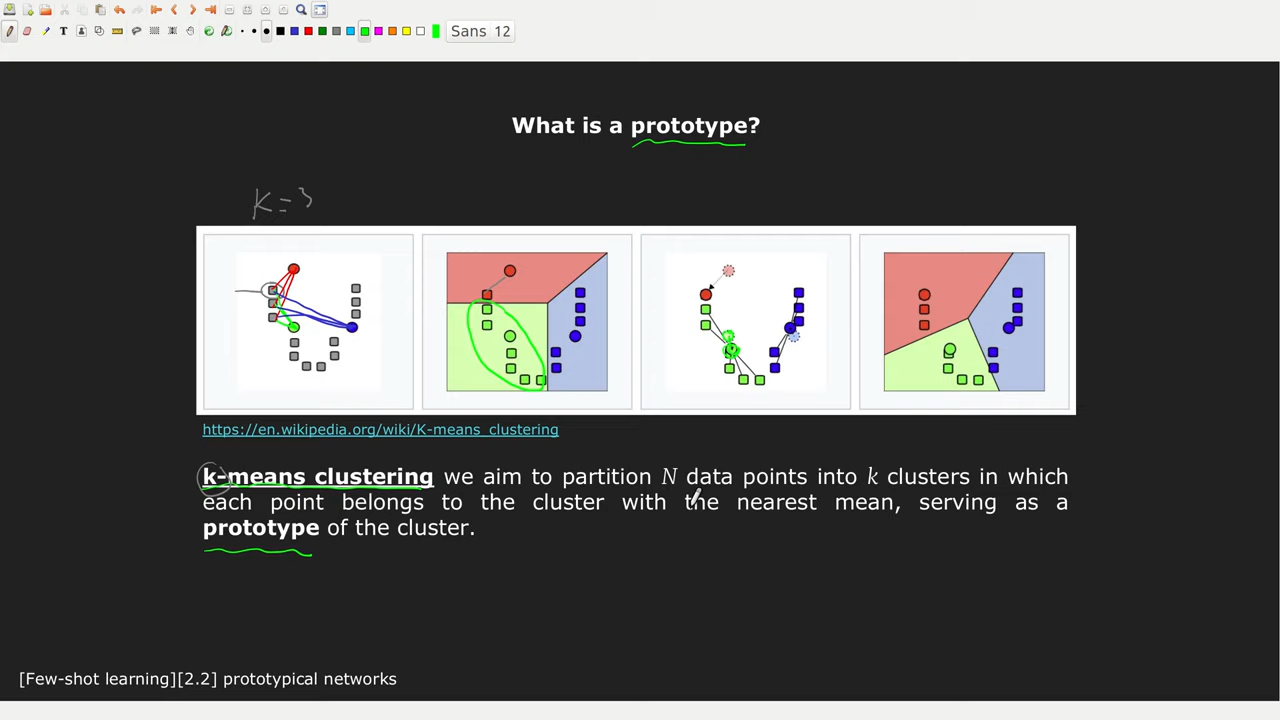 Sans 12
What is a prototype?
K=3
https://en.wikipedia.org/wiki/K-means_clustering
k-means clustering we aim to partition N data points into k clusters in which
each point belongs to the cluster with the nearest mean, serving as a
prototype of the cluster.
[Few-shot learning][2.2] prototypical networks